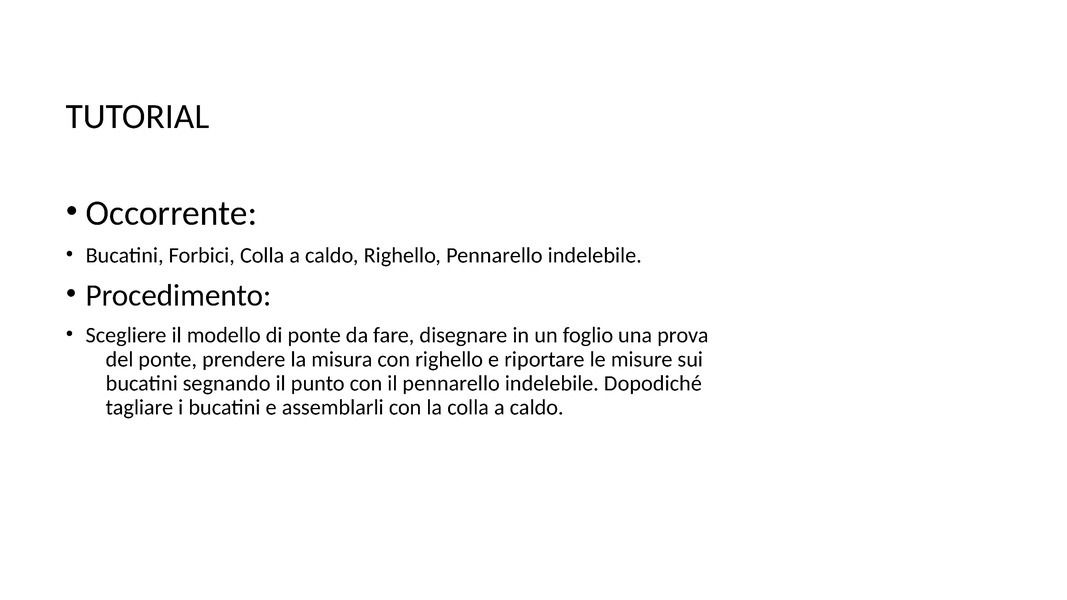 TUTORIAL
• Occorrente:
• Bucatini, Forbici, Colla a caldo, Righello, Pennarello indelebile.
• Procedimento:
• Scegliere il modello di ponte da fare, disegnare in un foglio una prova
del ponte, prendere la misura con righello e riportare le misure sui
bucatini segnando il punto con il pennarello indelebile. Dopodiché
tagliare i bucatini e assemblarli con la colla a caldo.